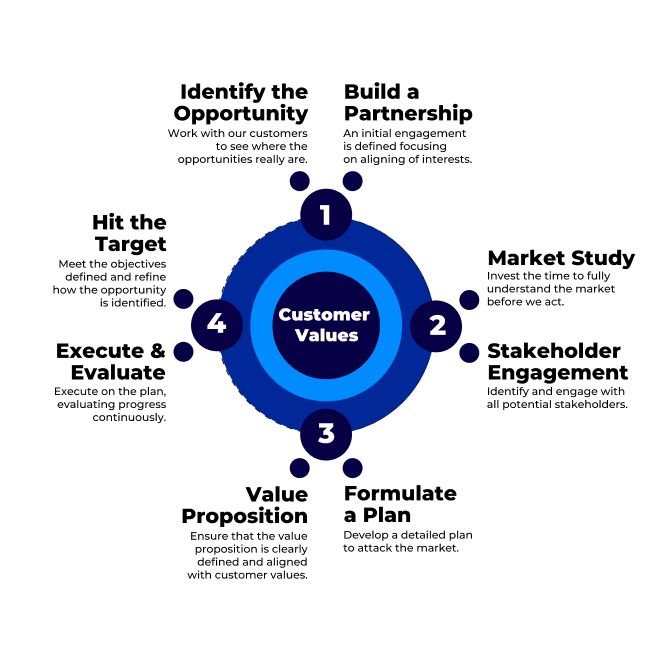 Identify the
Opportunity
Work with our customers
to see where the
opportunities really are.
Build a
Partnership
An initial engagement
is defined focusing
on aligning of interests.
1
Hit the
Target
Meet the objectives
defined and refine
how the opportunity
is identified.
Market Study
Invest the time to fully
understand the market
before we act.
4
Customer
Values
2
Execute &
Evaluate
Execute on the plan,
evaluating progress
continuously.
Stakeholder
Engagement
Identify and engage with
all potential stakeholders.
3
Value
Proposition
Ensure that the value
proposition is clearly
defined and aligned
with customer values.
Formulate
a Plan
Develop a detailed plan
to attack the market.